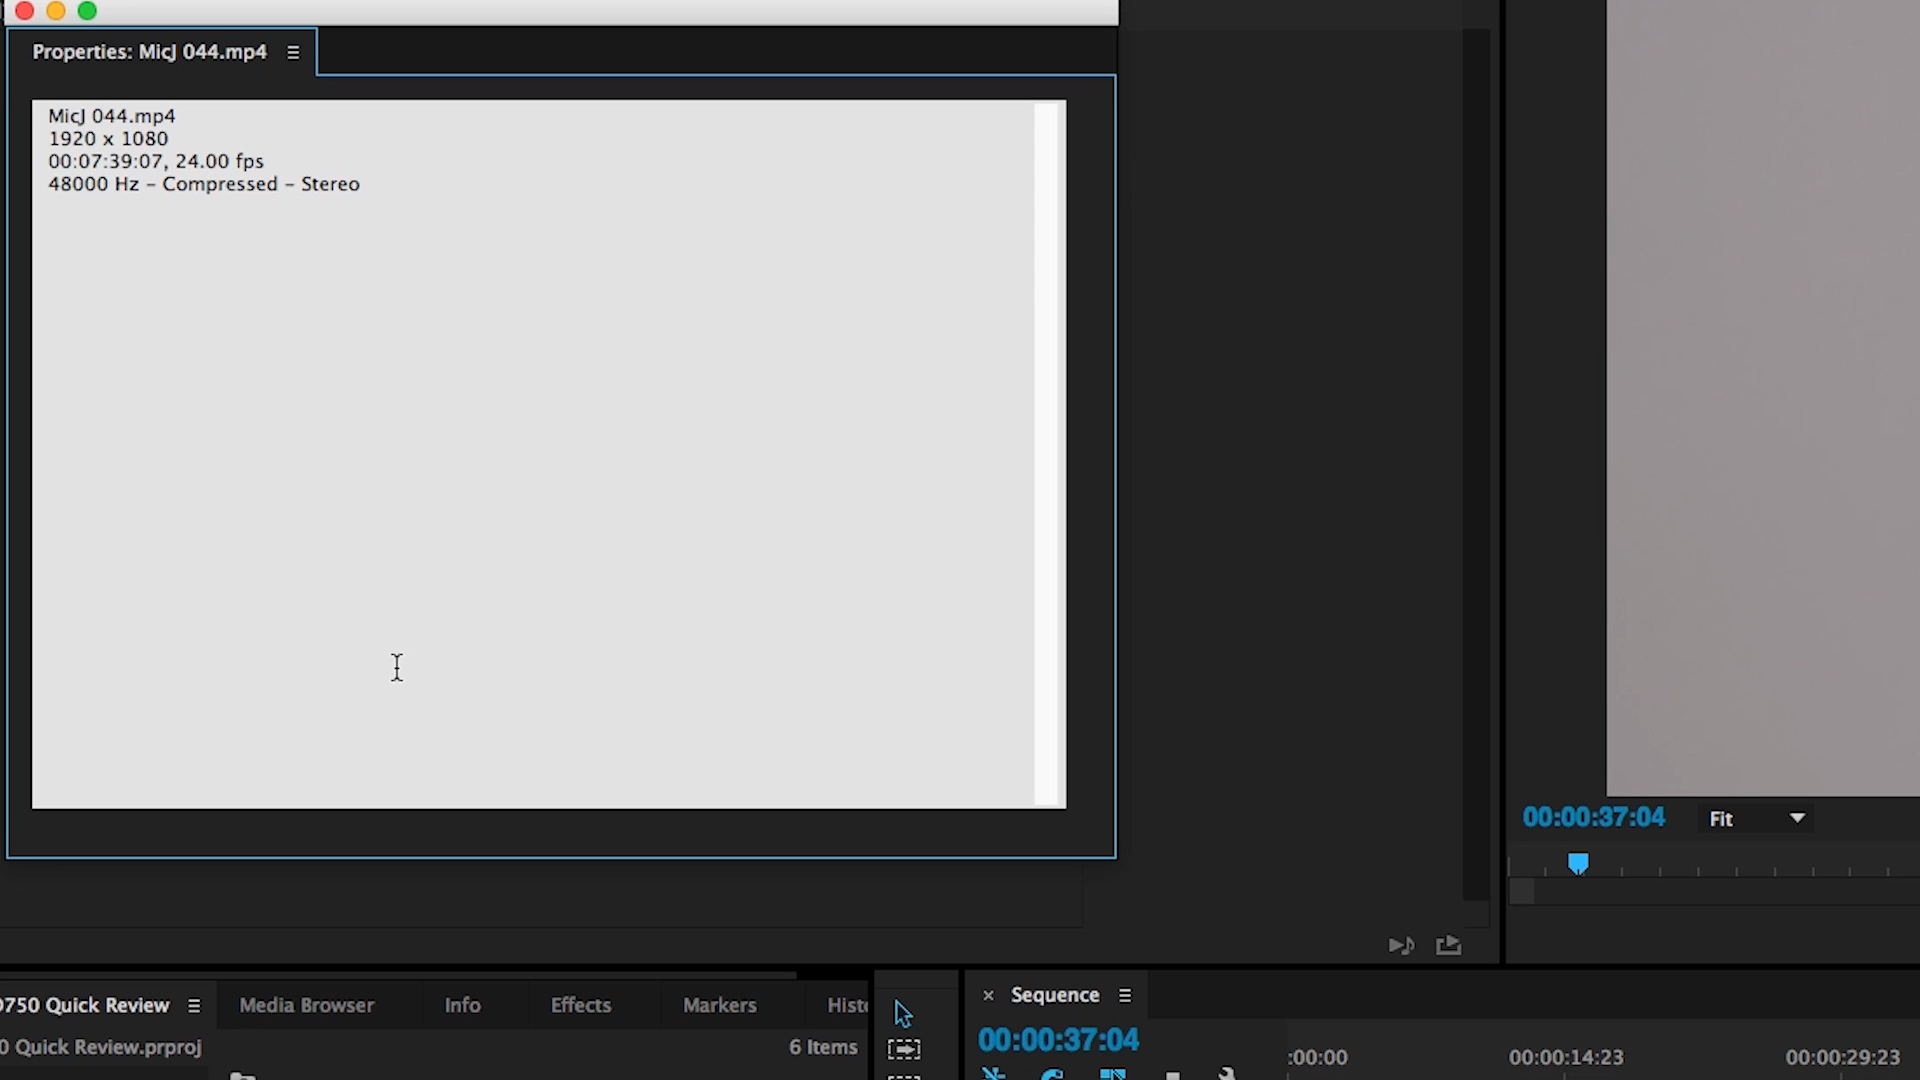 Properties: MicJ 044.mp4
MicJ 044.mp4
1920 x 1080
00:07:39:07, 24.00 fps
48000 Hz – Compressed – Stereo
00:00:37:04
Fit
D750 Quick Review
Media Browser
Info
Effects
Markers
Histo
0 Quick Review.prproj
6 Items
× Sequence
00:00:37:04
:00:00
00:00:14:23
00:00:29:23